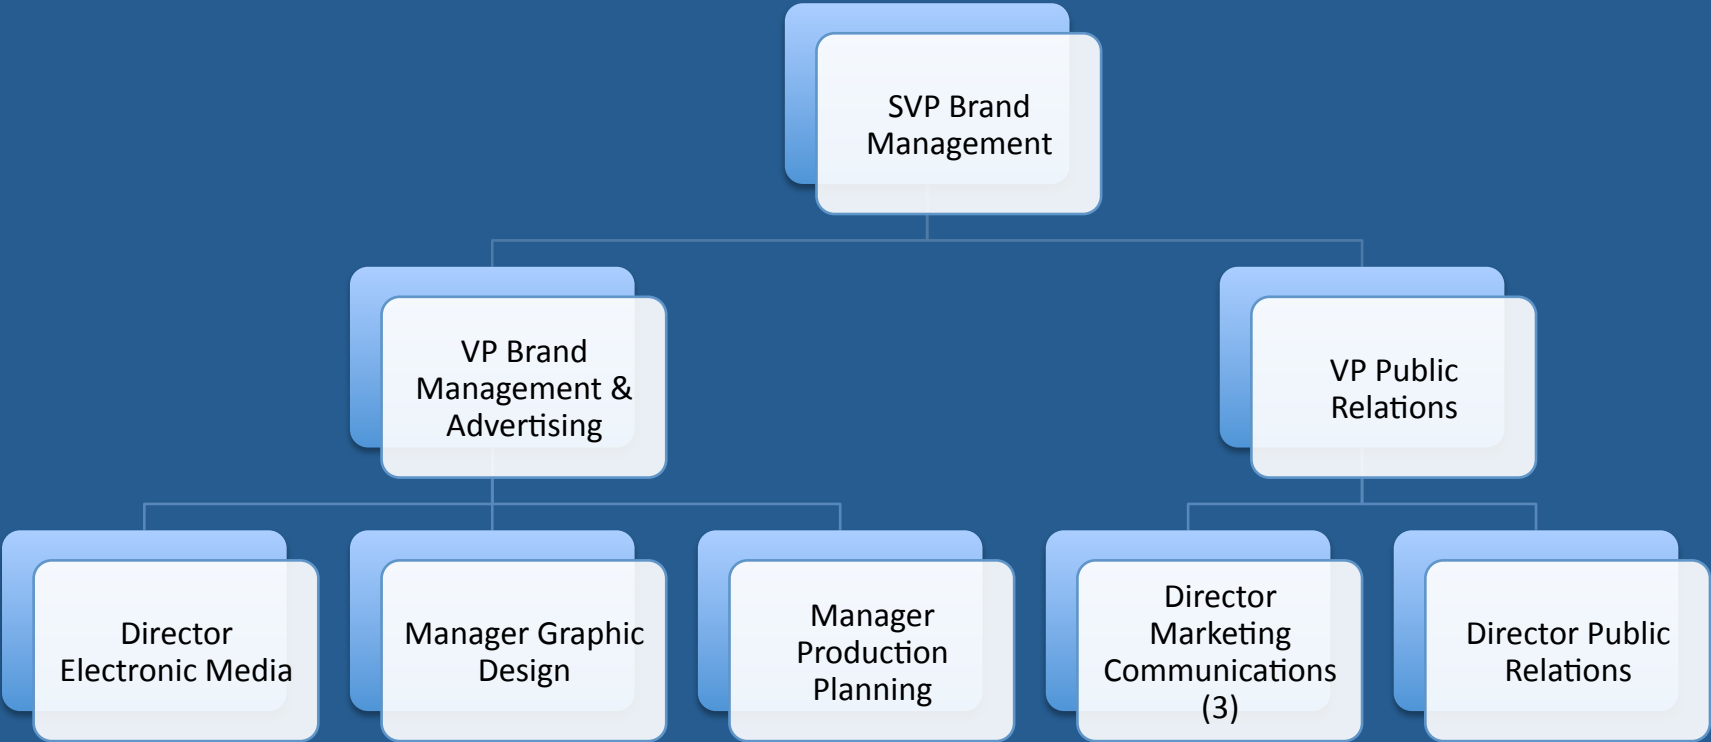 SVP Brand
Management
VP Brand
Management &
Advertising
VP Public
Relations
Director
Electronic Media
Manager Graphic
Design
Manager
Production
Planning
Director
Marketing
Communications
(3)
Director Public
Relations